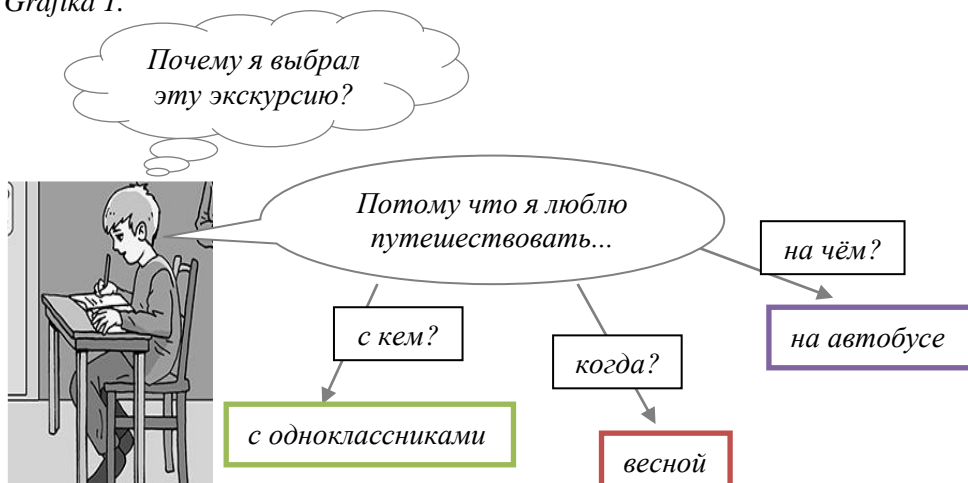 Grafika 1.
Почему я выбрал
эту экскурсию?
Потому что я люблю
путешествовать...
на чём?
на автобусе
с кем?
когда?
с одноклассниками
весной